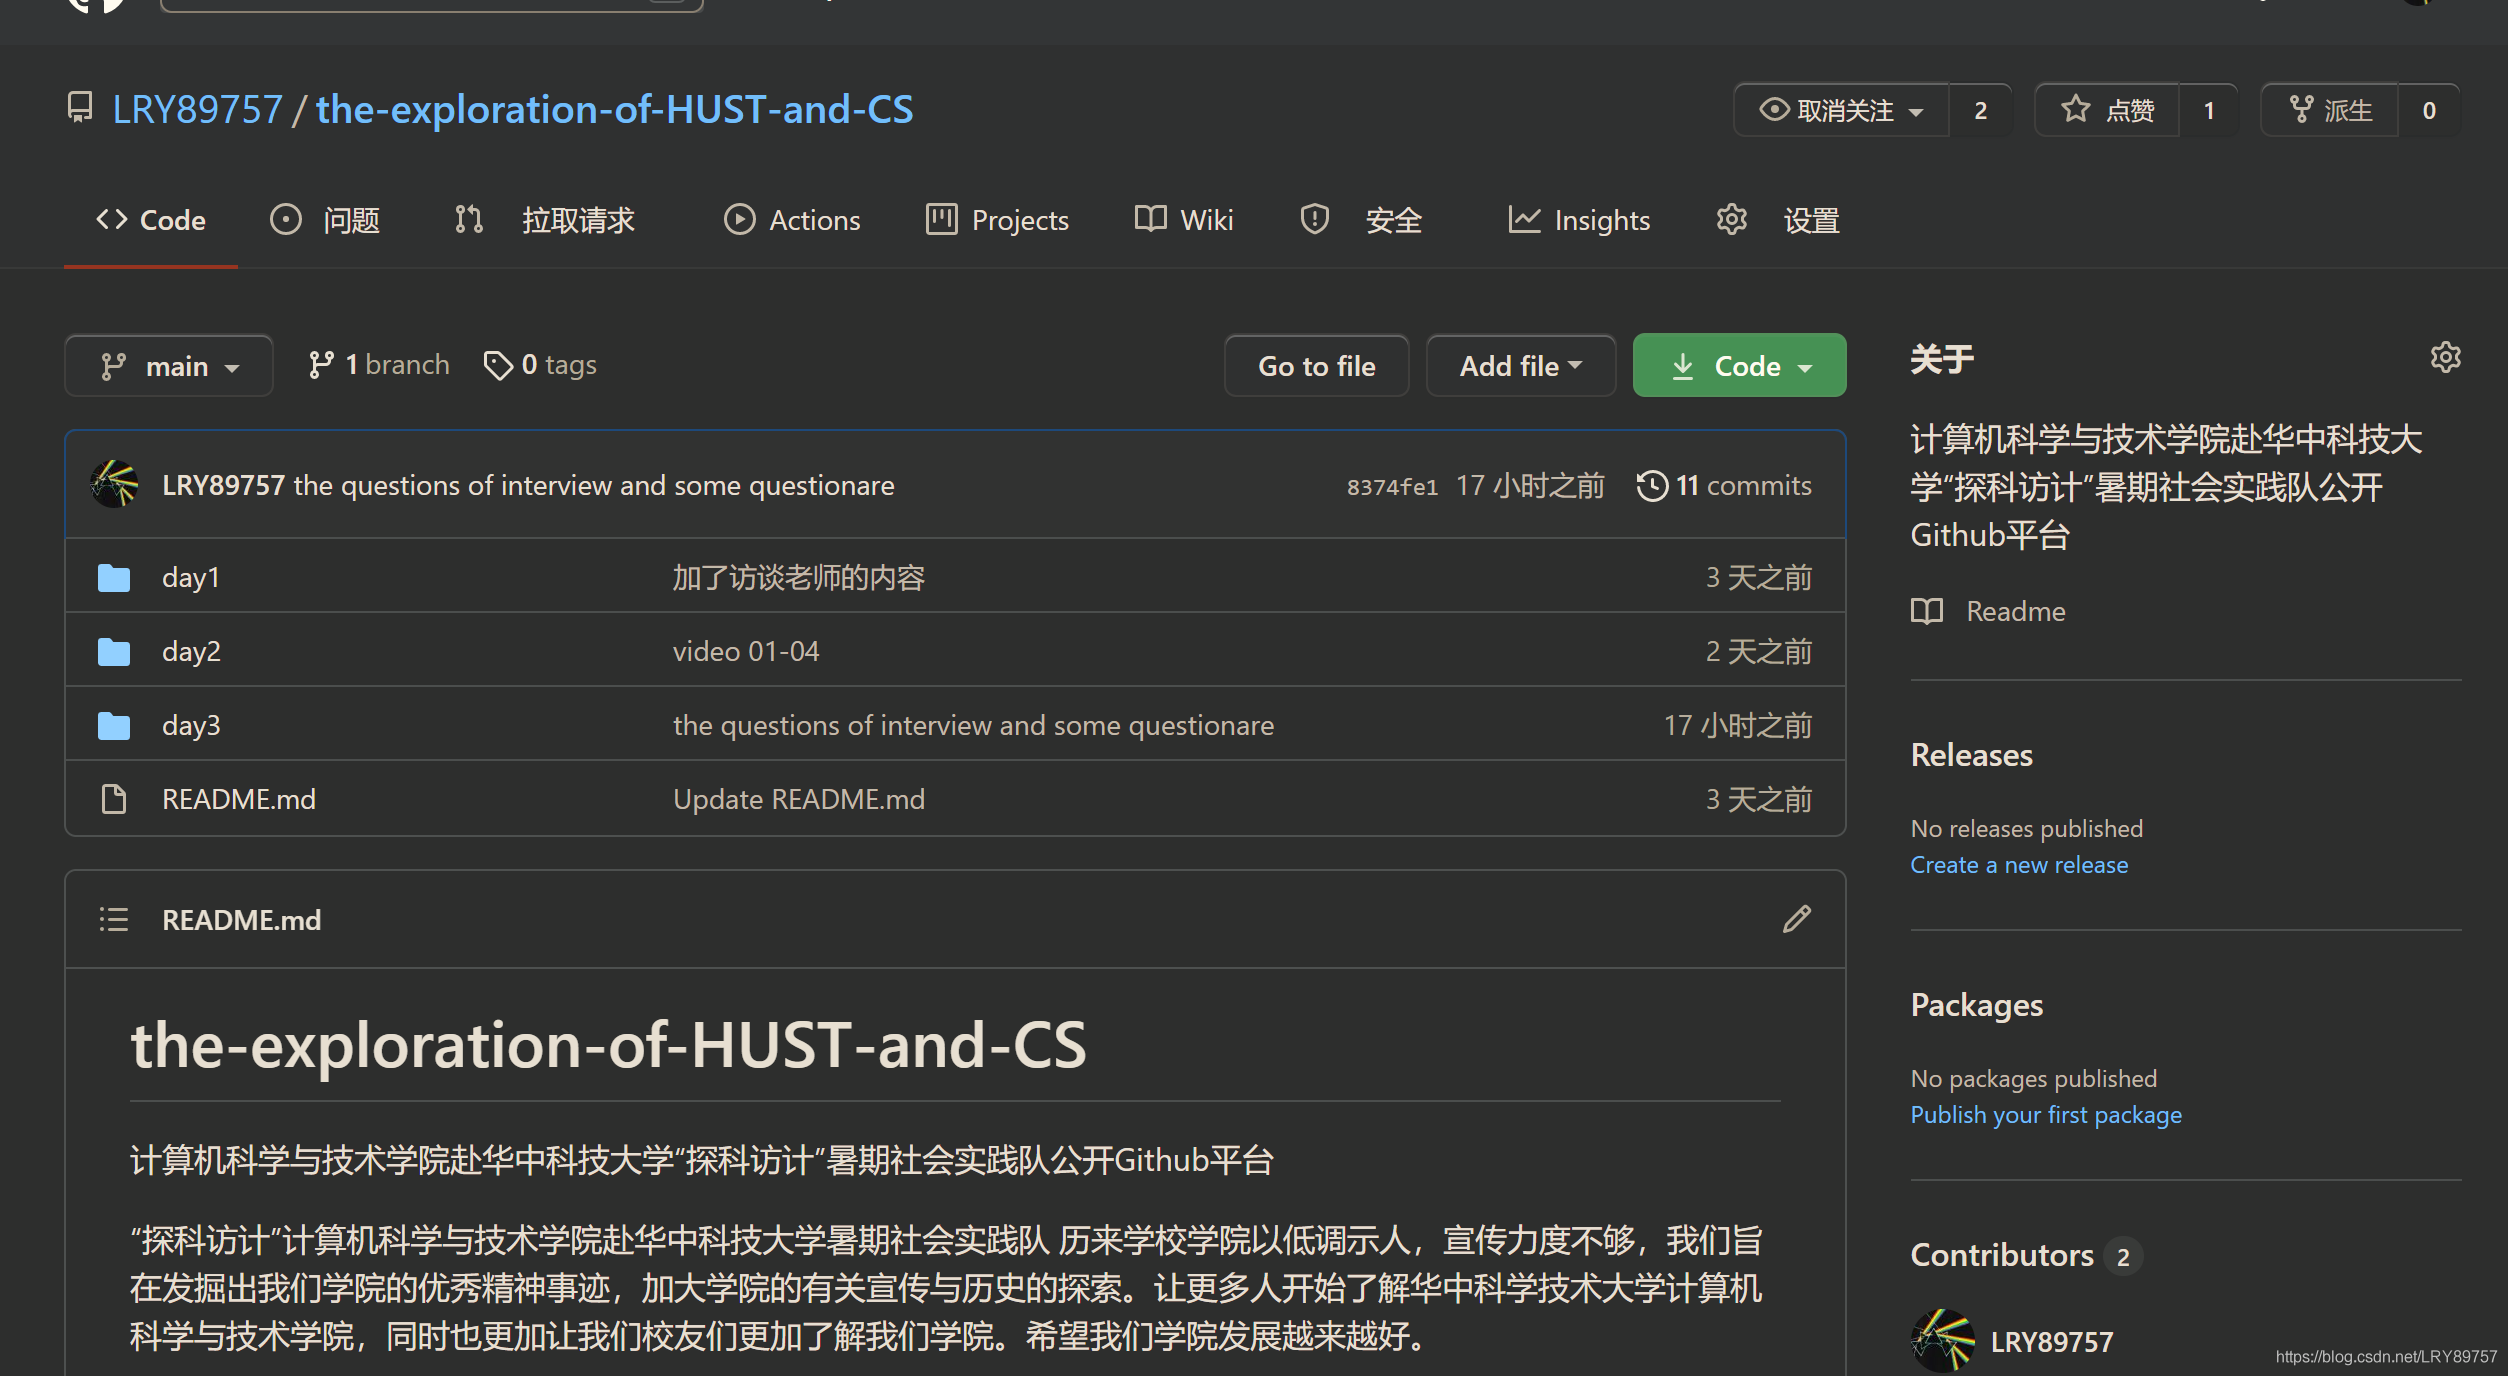 LRY89757 / the-exploration-of-HUST-and-CS
取消关注 2
点赞 1
派生 0
Code 问题 拉取请求 Actions Projects Wiki 安全 Insights 设置
main 1 branch 0 tags Go to file Add file Code
LRY89757 the questions of interview and some questionare 8374fe1 17 小时之前 11 commits
day1 加了访谈老师的内容 3 天之前
day2 video 01-04 2 天之前
day3 the questions of interview and some questionare 17 小时之前
README.md Update README.md 3 天之前
README.md
the-exploration-of-HUST-and-CS
计算机科学与技术学院赴华中科技大学“探科访计”暑期社会实践队公开Github平台
“探科访计”计算机科学与技术学院赴华中科技大学暑期社会实践队 历来学校学院以低调示人，宣传力度不够，我们旨
在发掘出我们学院的优秀精神事迹，加大学院的有关宣传与历史的探索。让更多人开始了解华中科学技术大学计算机
科学与技术学院，同时也更加让我们校友们更加了解我们学院。希望我们学院发展越来越好。
关于
计算机科学与技术学院赴华中科技大
学“探科访计”暑期社会实践队公开
Github平台
Readme
Releases
No releases published
Create a new release
Packages
No packages published
Publish your first package
Contributors 2
LRY89757
https://blog.csdn.net/LRY89757